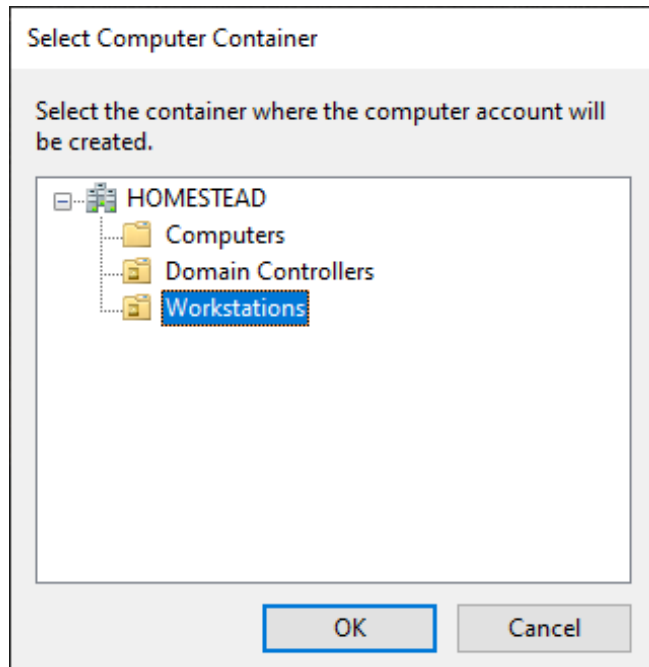 Select Computer Container
Select the container where the computer account will
be created.
HOMESTEAD
Computers
Domain Controllers
Workstations
OK
Cancel